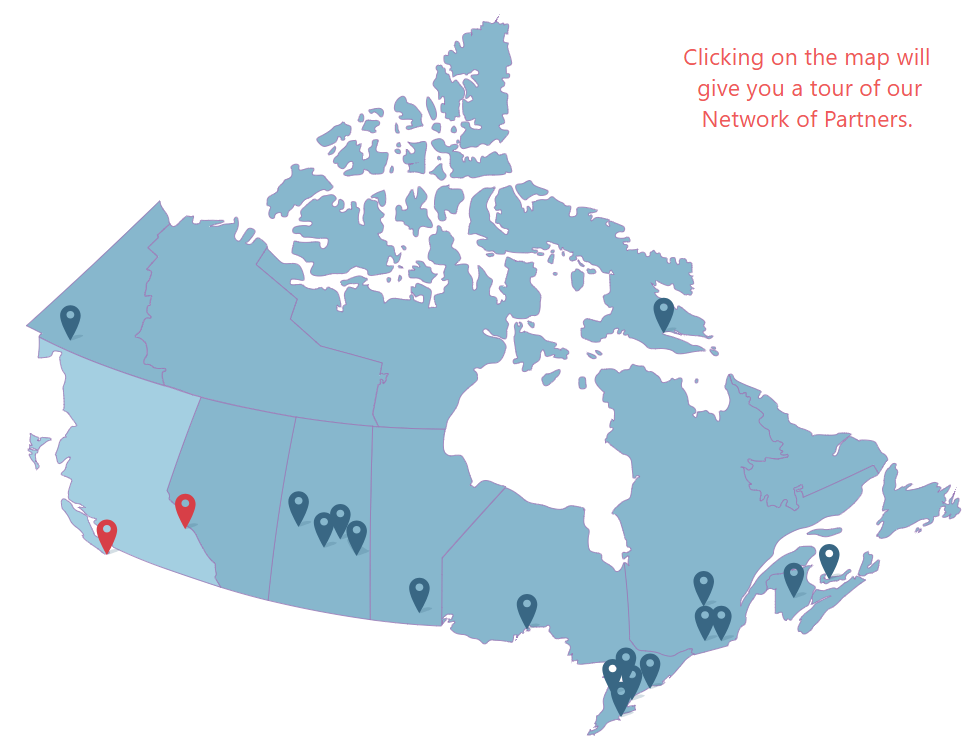 Clicking on the map will
give you a tour of our
Network of Partners.